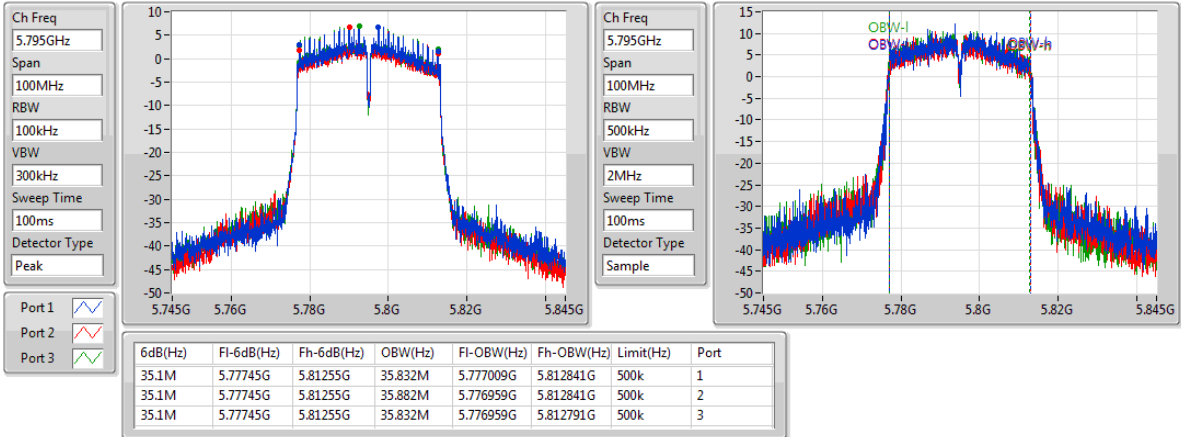 Ch Freq
5.795GHz
Span
100MHz
RBW
100kHz
VBW
300kHz
Sweep Time
100ms
Detector Type
Peak
Port 1
Port 2
Port 3
10
5
0
-5
-10
-15
-20
-25
-30
-35
-40
-45
-50
5.745G 5.76G 5.78G 5.8G 5.82G 5.845G
Ch Freq
5.795GHz
Span
100MHz
RBW
500kHz
VBW
2MHz
Sweep Time
100ms
Detector Type
Sample
15
10
5
0
-5
-10
-15
-20
-25
-30
-35
-40
-45
-50
OBW-l
OBW-h
5.745G 5.76G 5.78G 5.8G 5.82G 5.845G
6dB(Hz) Fl-6dB(Hz) Fh-6dB(Hz) OBW(Hz) Fl-OBW(Hz) Fh-OBW(Hz) Limit(Hz) Port
35.1M 5.77745G 5.81255G 35.832M 5.777009G 5.812841G 500k 1
35.1M 5.77745G 5.81255G 35.882M 5.776959G 5.812841G 500k 2
35.1M 5.77745G 5.81255G 35.832M 5.776959G 5.812791G 500k 3